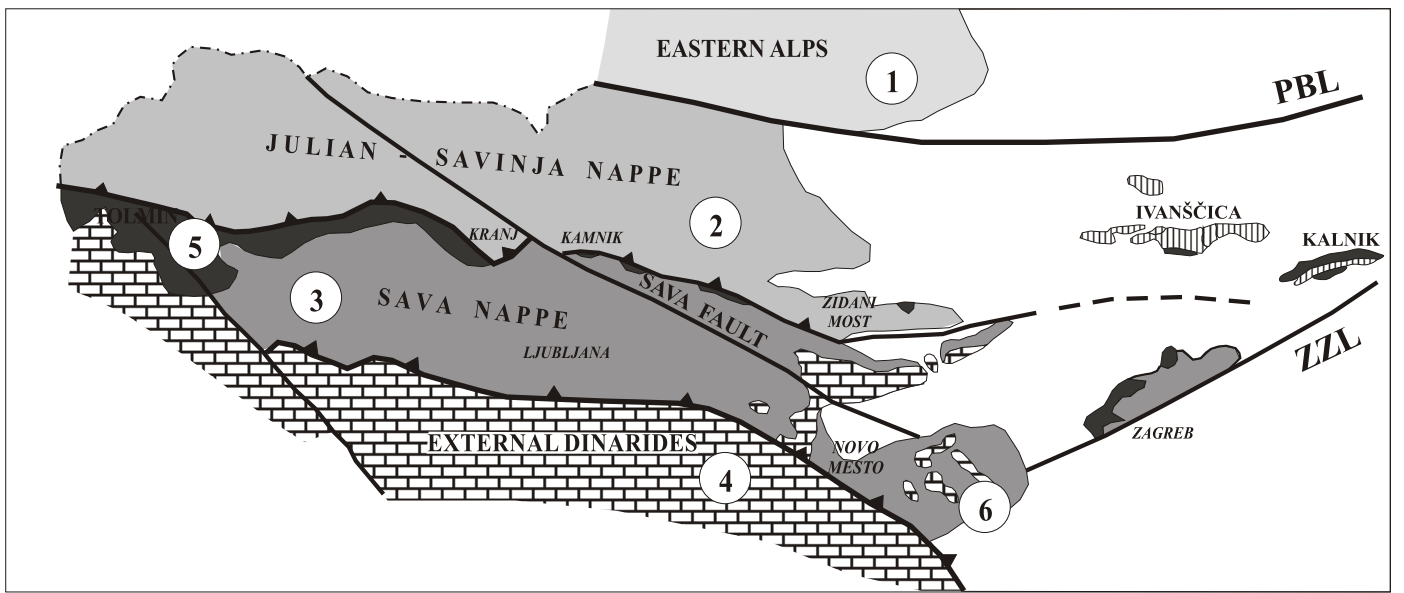 EASTERN ALPS
1
PBL
JULIAN - SAVINJA NAPPE
2
IVANŠČICA
TOLMIN
5
KRANJ
KAMNIK
KALNIK
3
SAVA NAPPE
SAVA FAULT
ZIDANI
MOST
LJUBLJANA
ZZL
ZAGREB
EXTERNAL DINARIDES
4
NOVO
MESTO
6